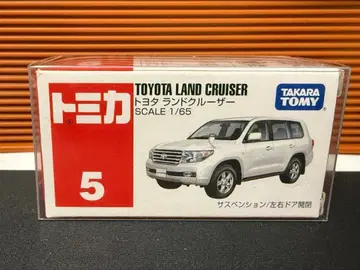 トミカ
5
TOYOTA LAND CRUISER
トヨタ ランドクルーザー
SCALE 1/65
TAKARA
TOMY
サスペンション/左右ドア開閉